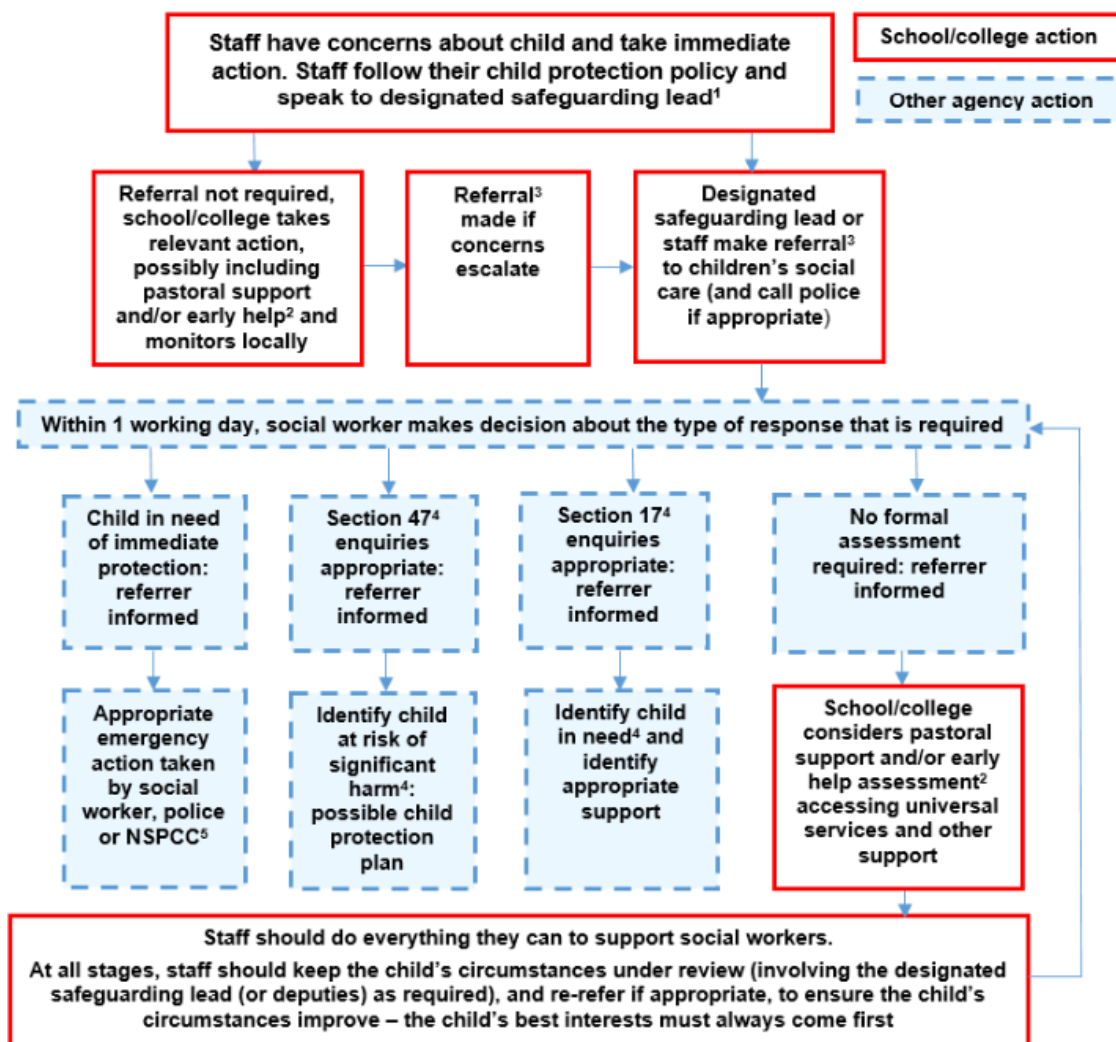 Staff have concerns about child and take immediate
action. Staff follow their child protection policy and
speak to designated safeguarding lead¹
School/college action
Other agency action
Referral not required,
school/college takes
relevant action,
possibly including
pastoral support
and/or early help² and
monitors locally
Referral³
made if
concerns
escalate
Designated
safeguarding lead or
staff make referral³
to children’s social
care (and call police
if appropriate)
Within 1 working day, social worker makes decision about the type of response that is required
Child in need
of immediate
protection:
referrer
informed
Section 47⁴
enquiries
appropriate:
referrer
informed
Section 17⁴
enquiries
appropriate:
referrer
informed
No formal
assessment
required: referrer
informed
Appropriate
emergency
action taken
by social
worker, police
or NSPCC⁵
Identify child
at risk of
significant
harm⁴:
possible child
protection
plan
Identify child
in need⁴ and
identify
appropriate
support
School/college
considers pastoral
support and/or early
help assessment²
accessing universal
services and other
support
Staff should do everything they can to support social workers.
At all stages, staff should keep the child’s circumstances under review (involving the designated
safeguarding lead (or deputies) as required), and re-refer if appropriate, to ensure the child’s
circumstances improve – the child’s best interests must always come first